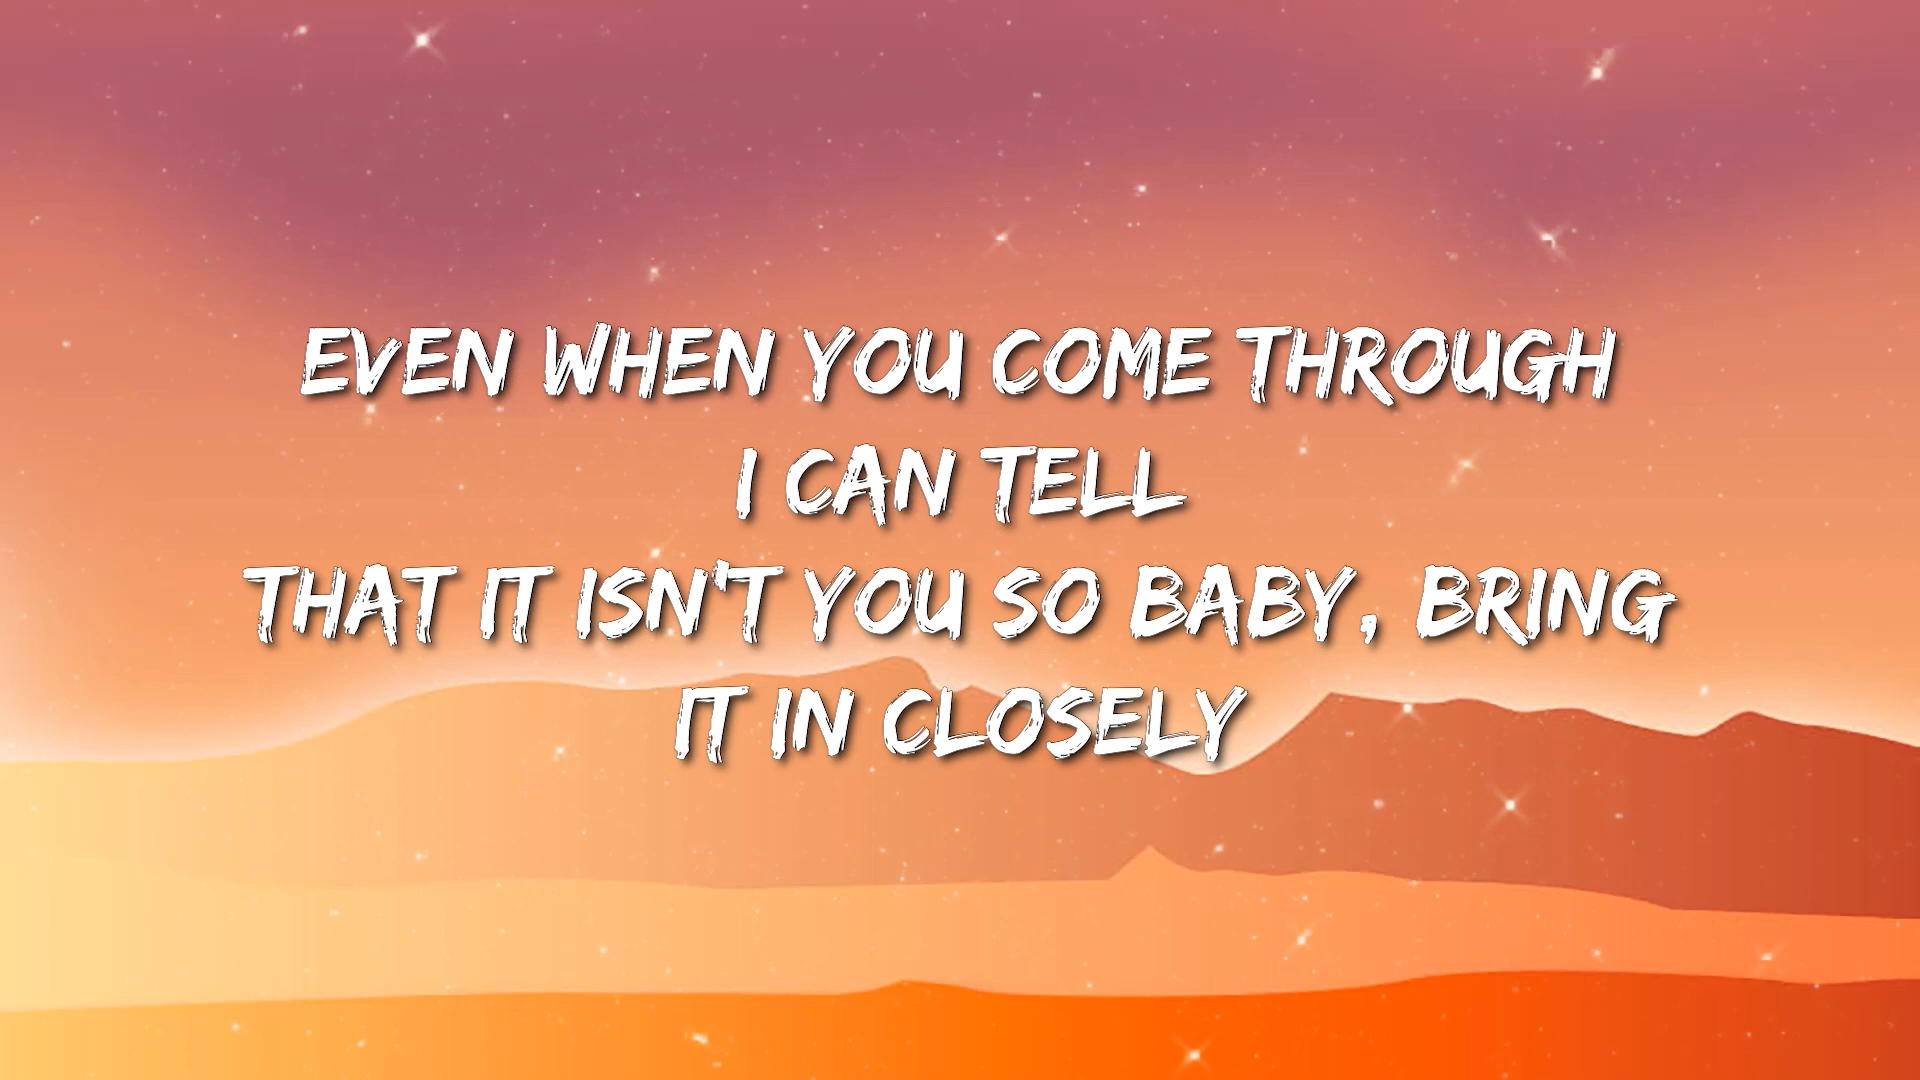 EVEN WHEN YOU COME THROUGH
I CAN TELL
THAT IT ISN'T YOU SO BABY, BRING
IT IN CLOSELY